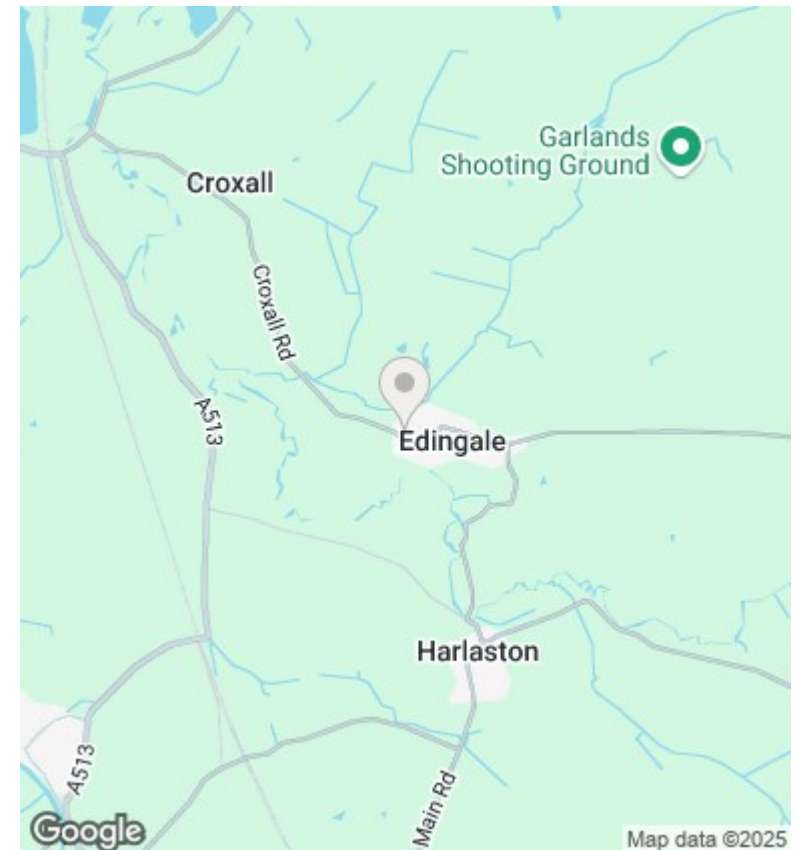 Garlands
Shooting Ground
Croxall
Croxall Rd
A513
Edingale
Harlaston
A513
Main Rd
Google
Map data ©2025